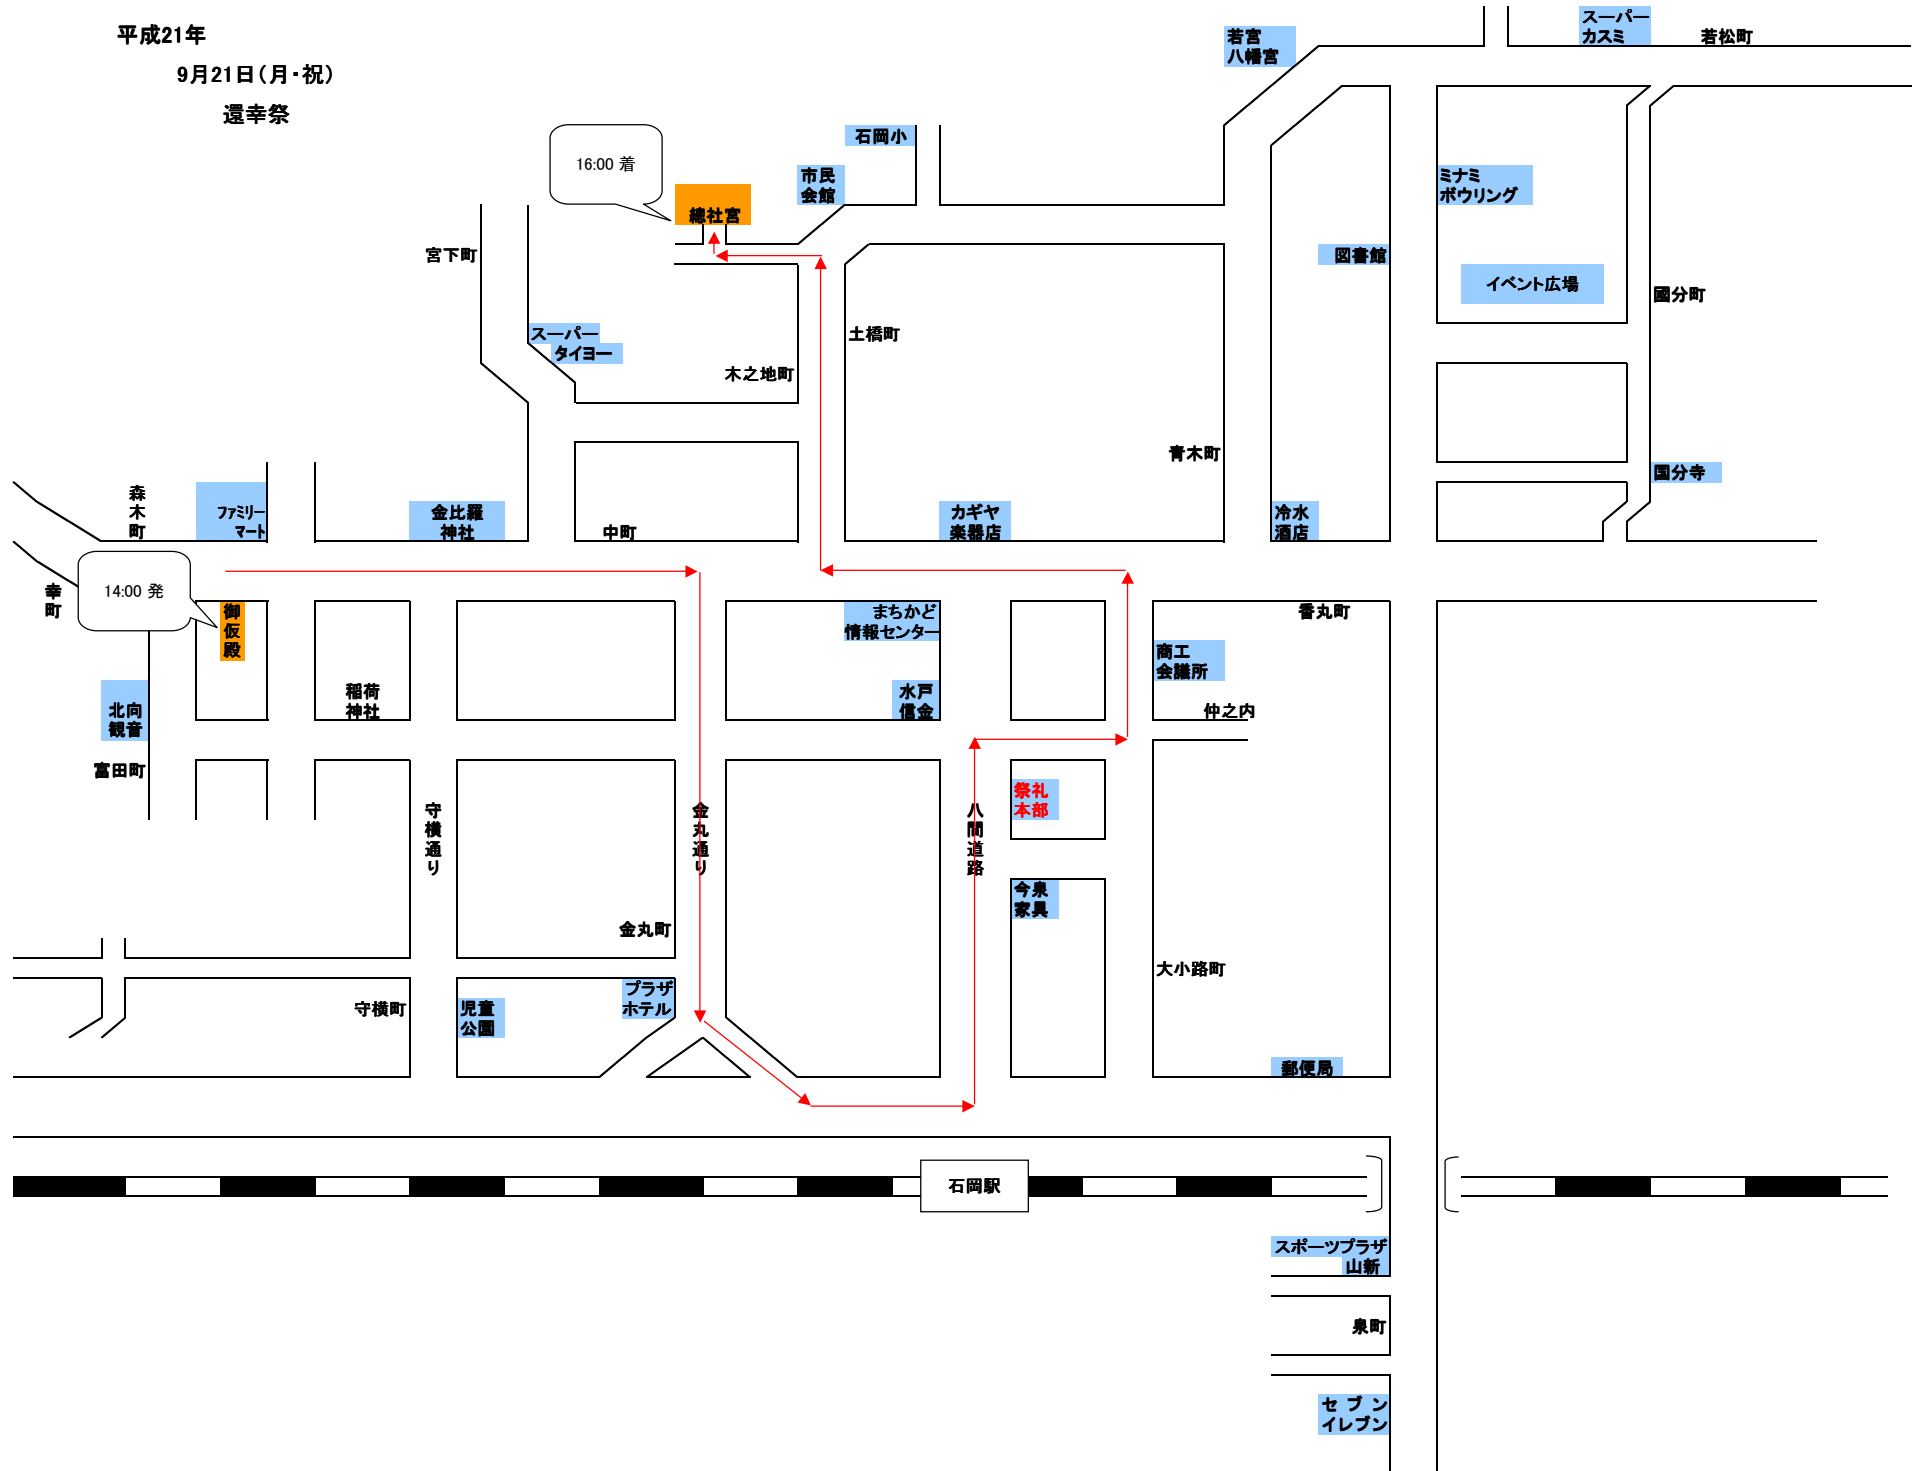 平成21年
9月21日(月・祝)
還幸祭
若宮
八幡宮
スーパー
カスミ
若松町
16:00 着
石岡小
市民
会館
總社宮
ミナミ
ボウリング
宮下町
図書館
イベント広場
國分町
スーパー
タイヨー
土橋町
木之地町
青木町
国分寺
森木町
ファミリー
マート
金比羅
神社
中町
カギヤ
楽器店
冷水
酒店
幸町
14:00 発
御仮殿
まちかど
情報センター
香丸町
商工
会議所
稲荷
神社
水戸
信金
仲之内
北向
観音
富田町
守横通り
金丸通り
八間道路
祭礼
本部
今泉
家具
金丸町
大小路町
守横町
児童
公園
プラザ
ホテル
郵便局
石岡駅
スポーツプラザ
山新
泉町
セブン
イレブン